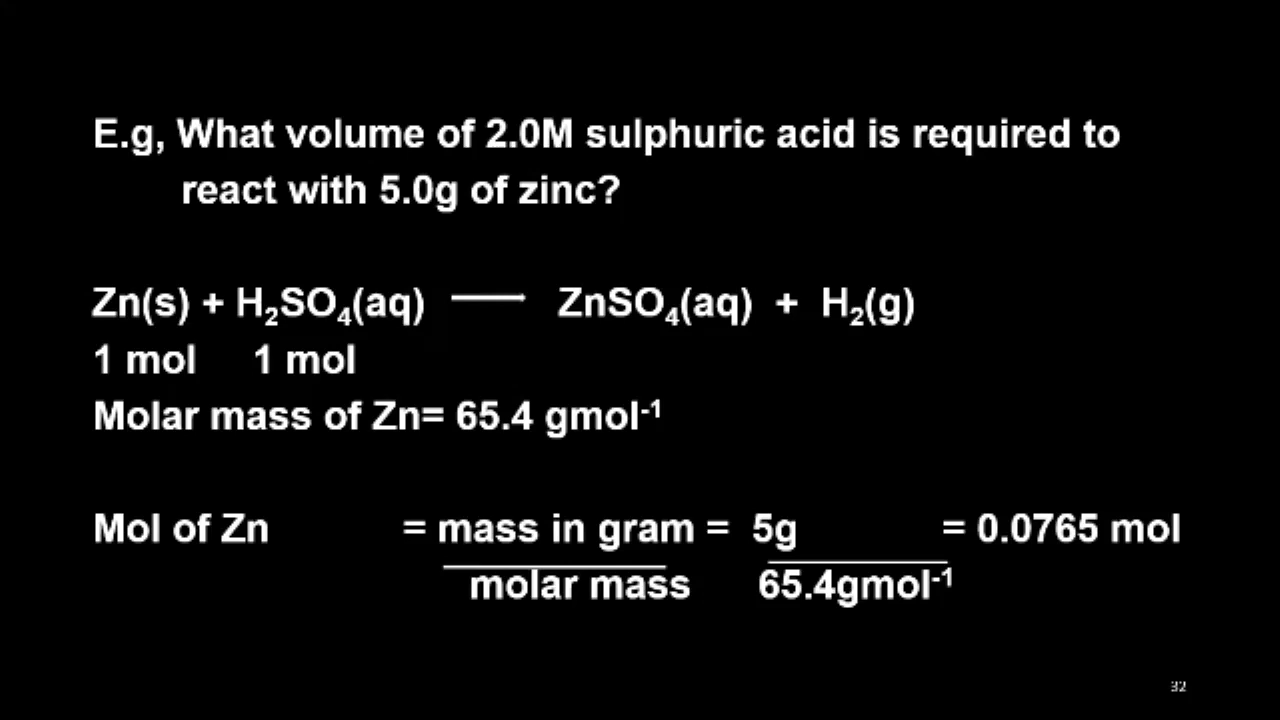 E.g, What volume of 2.0M sulphuric acid is required to
react with 5.0g of zinc?
Zn(s) + H₂SO₄(aq) — ZnSO₄(aq) + H₂(g)
1 mol 1 mol
Molar mass of Zn= 65.4 gmol⁻¹
Mol of Zn = mass in gram = 5g = 0.0765 mol
molar mass 65.4gmol⁻¹
32